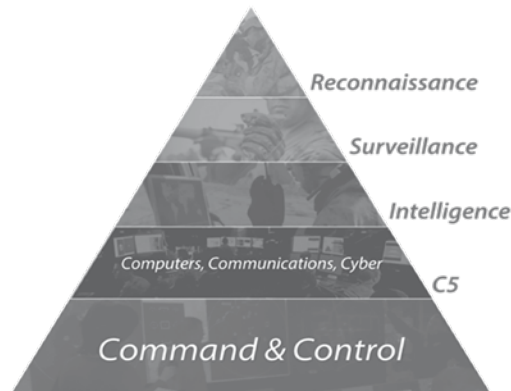 Reconnaissance
Surveillance
Intelligence
Computers, Communications, Cyber
C5
Command & Control